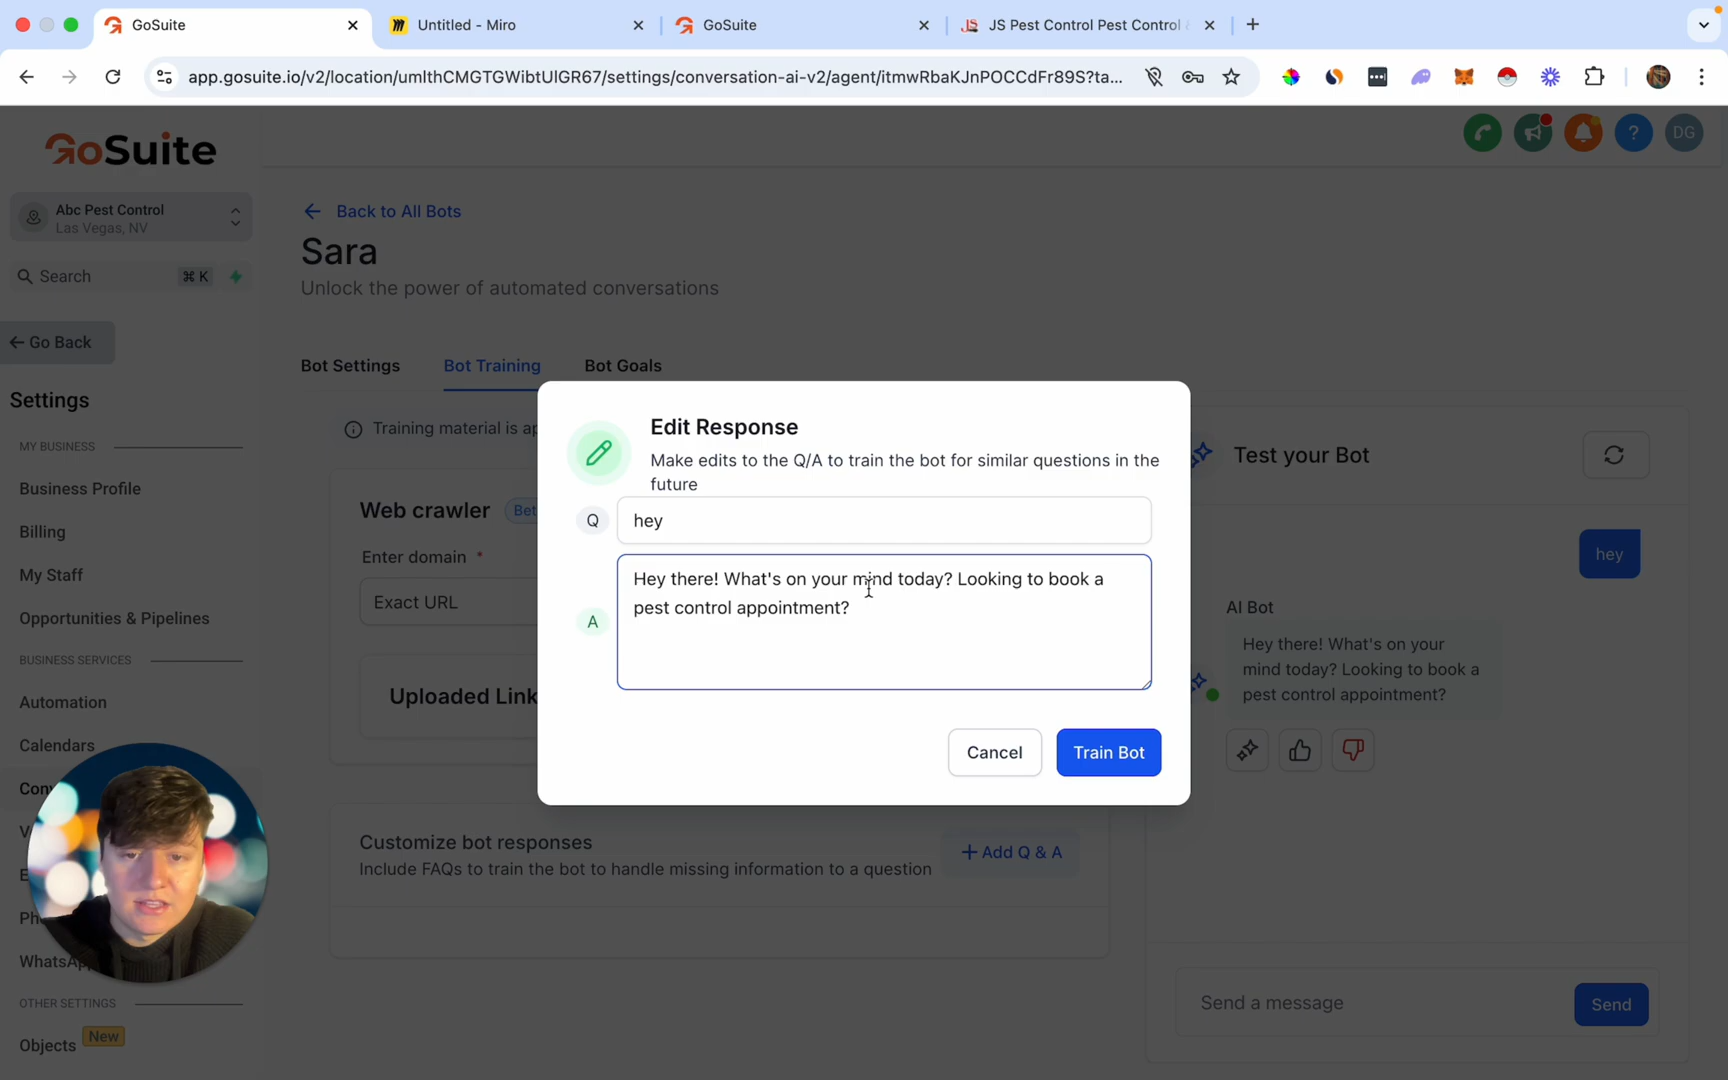 GoSuite
Untitled - Miro
GoSuite
JS Pest Control Pest Control
app.gosuite.io/v2/location/umlthCMGTGWibtUlGR67/settings/conversation-ai-v2/agent/itmwRbaKJnPOCCdFr89S?ta...
GoSuite
DG
Abc Pest Control
Las Vegas, NV
Search ⌘ K
Go Back
Settings
MY BUSINESS
Business Profile
Billing
My Staff
Opportunities & Pipelines
BUSINESS SERVICES
Automation
Calendars
OTHER SETTINGS
Objects New
Back to All Bots
Sara
Unlock the power of automated conversations
Bot Settings Bot Training Bot Goals
Training material is
Web crawler
Enter domain *
Exact URL
Uploaded Link
Customize bot responses
Include FAQs to train the bot to handle missing information to a question
+ Add Q & A
Edit Response
Make edits to the Q/A to train the bot for similar questions in the
future
Q hey
A
Hey there! What's on your mind today? Looking to book a
pest control appointment?
Cancel Train Bot
Test your Bot
hey
AI Bot
Hey there! What's on your
mind today? Looking to book a
pest control appointment?
Send a message Send